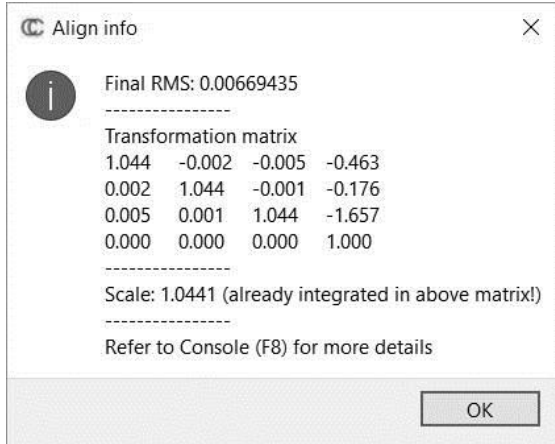 Align info
Final RMS: 0.00669435
----------------
Transformation matrix
1.044 -0.002 -0.005 -0.463
0.002 1.044 -0.001 -0.176
0.005 0.001 1.044 -1.657
0.000 0.000 0.000 1.000
----------------
Scale: 1.0441 (already integrated in above matrix!)
----------------
Refer to Console (F8) for more details
OK